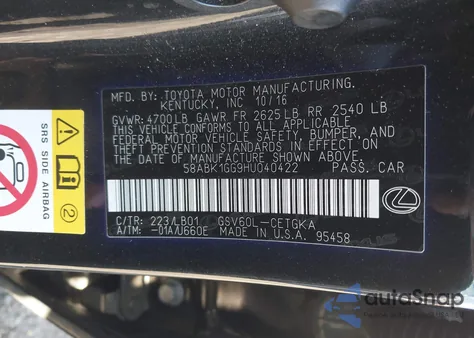 MFD. BY: TOYOTA MOTOR MANUFACTURING,
KENTUCKY, INC 10/16
GVWR: 4700LB GAWR FR 2625LB RR 2540 LB
THIS VEHICLE CONFORMS TO ALL APPLICABLE
FEDERAL MOTOR VEHICLE SAFETY, BUMPER, AND
THEFT PREVENTION STANDARDS IN EFFECT ON
THE DATE OF MANUFACTURE SHOWN ABOVE.
58ABK1GG9HU040422 PASS. CAR
C/TR: 223/LB01 GSV60L-CETGKA
A/TM: -01A/U660E MADE IN U.S.A. 95458
SRS SIDE AIRBAG
2
autoSnap